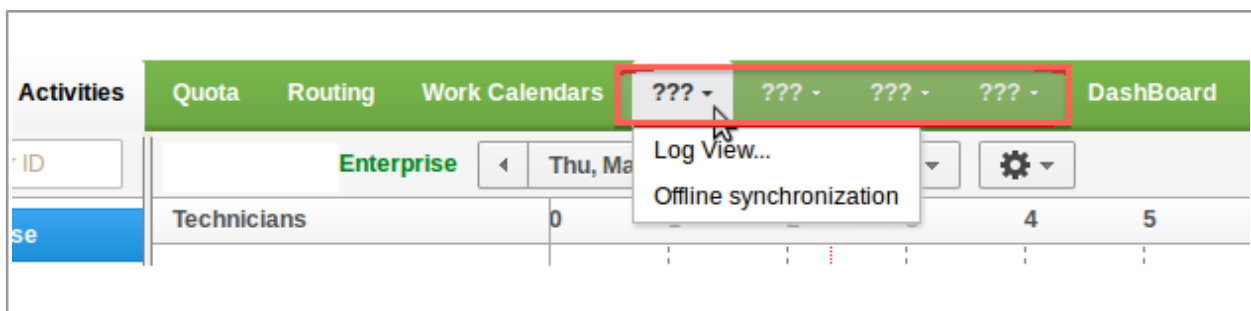 Activities Quota Routing Work Calendars ??? ??? ??? ??? DashBoard
ID Enterprise Thu, Ma
Log View...
Offline synchronization
se Technicians 0 4 5